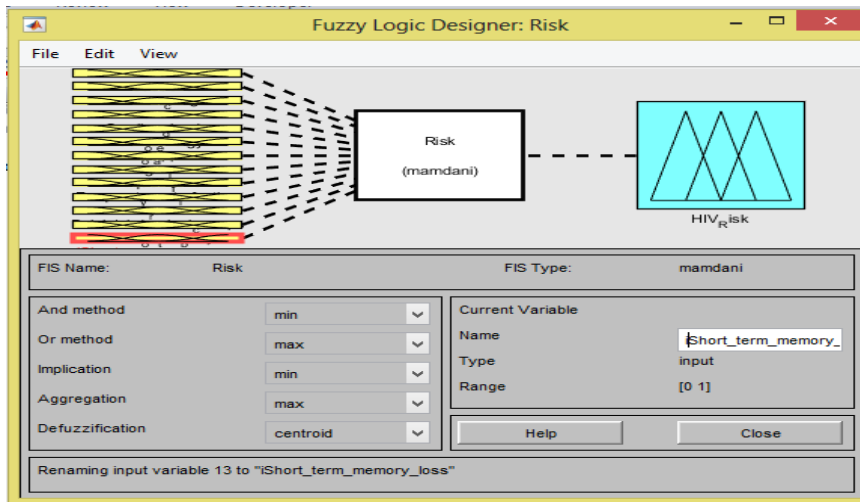 Fuzzy Logic Designer: Risk
File Edit View
Risk
(mamdani)
HIV_Risk
FIS Name: Risk FIS Type: mamdani
And method min
Or method max
Implication min
Aggregation max
Defuzzification centroid
Current Variable
Name iShort_term_memory_
Type input
Range [0 1]
Help Close
Renaming input variable 13 to "iShort_term_memory_loss"